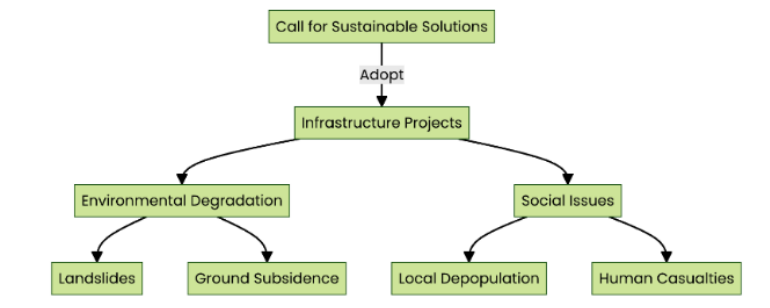 Call for Sustainable Solutions
Adopt
Infrastructure Projects
Environmental Degradation
Social Issues
Landslides
Ground Subsidence
Local Depopulation
Human Casualties